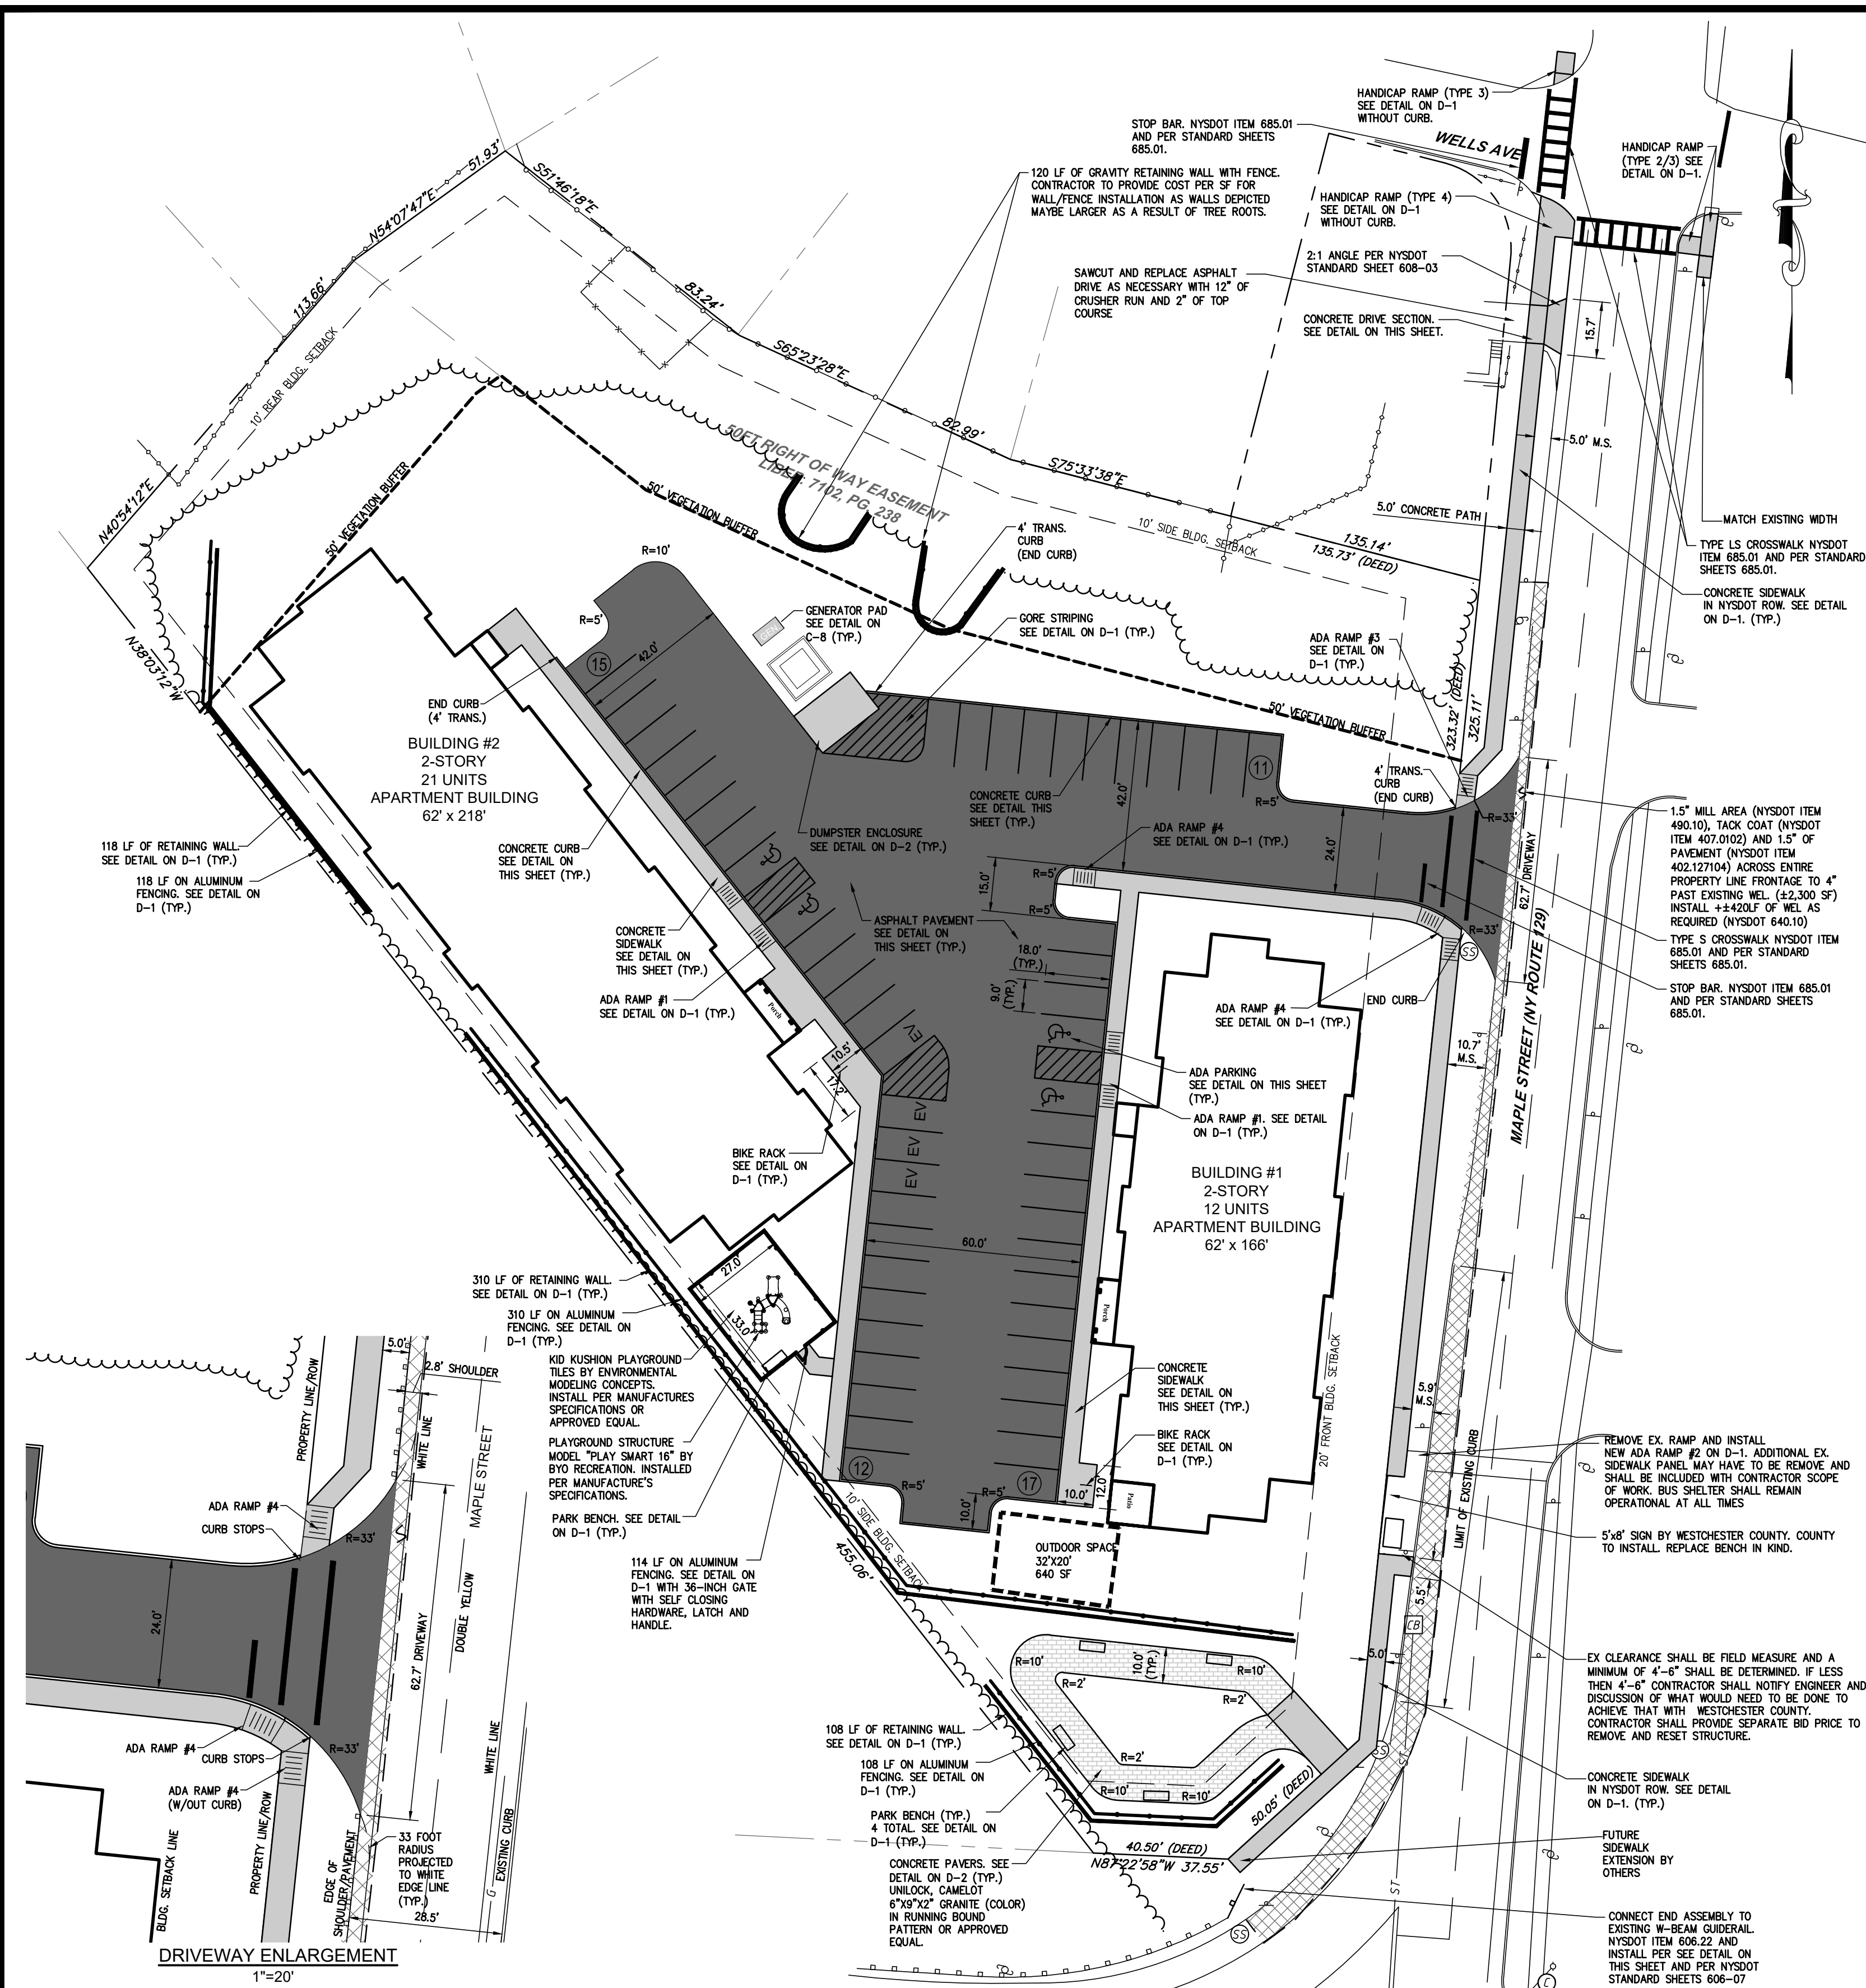 HANDICAP RAMP (TYPE 3)
SEE DETAIL ON D-1
WITHOUT CURB.
STOP BAR. NYSDOT ITEM 685.01
AND PER STANDARD SHEETS
685.01.
WELLS AVE
HANDICAP RAMP
(TYPE 2/3) SEE
DETAIL ON D-1.
120 LF OF GRAVITY RETAINING WALL WITH FENCE.
CONTRACTOR TO PROVIDE COST PER SF FOR
WALL/FENCE INSTALLATION AS WALLS DEPICTED
MAYBE LARGER AS A RESULT OF TREE ROOTS.
HANDICAP RAMP (TYPE 4)
SEE DETAIL ON D-1
WITHOUT CURB.
2:1 ANGLE PER NYSDOT
STANDARD SHEET 608-03
SAWCUT AND REPLACE ASPHALT
DRIVE AS NECESSARY WITH 12" OF
CRUSHER RUN AND 2" OF TOP
COURSE
CONCRETE DRIVE SECTION.
SEE DETAIL ON THIS SHEET.
15.7'
51.93'
N54°07'47"E
S51°46'18"E
113.66'
83.24'
10' REAR BLDG. SETBACK
S65°23'28"E
82.99'
S75°33'38"E
5.0' M.S.
50FT RIGHT OF WAY EASEMENT
LIBER: 7102, PG. 238
50' VEGETATION BUFFER
50' VEGETATION BUFFER
N40°54'12"E
5.0' CONCRETE PATH
10' SIDE BLDG. SETBACK
135.14'
135.73' (DEED)
MATCH EXISTING WIDTH
TYPE LS CROSSWALK NYSDOT
ITEM 685.01 AND PER STANDARD
SHEETS 685.01.
4' TRANS.
CURB
(END CURB)
CONCRETE SIDEWALK
IN NYSDOT ROW. SEE DETAIL
ON D-1. (TYP.)
R=10'
GENERATOR PAD
SEE DETAIL ON
C-8 (TYP.)
GEN
R=5'
GORE STRIPING
SEE DETAIL ON D-1 (TYP.)
ADA RAMP #3
SEE DETAIL ON
D-1 (TYP.)
N38°03'12"W
15
42.0'
END CURB
(4' TRANS.)
323.32' (DEED)
325.11'
50' VEGETATION BUFFER
BUILDING #2
2-STORY
21 UNITS
APARTMENT BUILDING
62' x 218'
11
4' TRANS.
CURB
(END CURB)
CONCRETE CURB
SEE DETAIL THIS
SHEET (TYP.)
42.0'
R=5'
R=33'
1.5" MILL AREA (NYSDOT ITEM
490.10), TACK COAT (NYSDOT
ITEM 407.0102) AND 1.5" OF
PAVEMENT (NYSDOT ITEM
402.127104) ACROSS ENTIRE
PROPERTY LINE FRONTAGE TO 4"
PAST EXISTING WEL. (±2,300 SF)
INSTALL +±420LF OF WEL AS
REQUIRED (NYSDOT 640.10)
DUMPSTER ENCLOSURE
SEE DETAIL ON D-2 (TYP.)
ADA RAMP #4
SEE DETAIL ON D-1 (TYP.)
24.0'
62.7' DRIVEWAY
118 LF OF RETAINING WALL.
SEE DETAIL ON D-1 (TYP.)
118 LF ON ALUMINUM
FENCING. SEE DETAIL ON
D-1 (TYP.)
CONCRETE CURB
SEE DETAIL ON
THIS SHEET (TYP.)
15.0'
R=5'
R=5'
ASPHALT PAVEMENT
SEE DETAIL ON
THIS SHEET (TYP.)
CONCRETE
SIDEWALK
SEE DETAIL ON
THIS SHEET (TYP.)
18.0'
(TYP.)
9.0'
(TYP.)
R=33'
SS
TYPE S CROSSWALK NYSDOT ITEM
685.01 AND PER STANDARD
SHEETS 685.01.
STOP BAR. NYSDOT ITEM 685.01
AND PER STANDARD SHEETS
685.01.
ADA RAMP #1
SEE DETAIL ON D-1 (TYP.)
Porch
ADA RAMP #4
SEE DETAIL ON D-1 (TYP.)
END CURB
MAPLE STREET (NY ROUTE 129)
EV
10.5'
17.2'
10.7'
M.S.
ADA PARKING
SEE DETAIL ON THIS SHEET
(TYP.)
ADA RAMP #1. SEE DETAIL
ON D-1 (TYP.)
EV
EV
EV
BIKE RACK
SEE DETAIL ON
D-1 (TYP.)
BUILDING #1
2-STORY
12 UNITS
APARTMENT BUILDING
62' x 166'
60.0'
27.0'
33.0'
310 LF OF RETAINING WALL.
SEE DETAIL ON D-1 (TYP.)
310 LF ON ALUMINUM
FENCING. SEE DETAIL ON
D-1 (TYP.)
Porch
KID KUSHION PLAYGROUND
TILES BY ENVIRONMENTAL
MODELING CONCEPTS.
INSTALL PER MANUFACTURES
SPECIFICATIONS OR
APPROVED EQUAL.
CONCRETE
SIDEWALK
SEE DETAIL ON
THIS SHEET (TYP.)
20' FRONT BLDG. SETBACK
5.9'
M.S.
LIMIT OF EXISTING CURB
PLAYGROUND STRUCTURE
MODEL "PLAY SMART 16" BY
BYO RECREATION. INSTALLED
PER MANUFACTURE'S
SPECIFICATIONS.
BIKE RACK
SEE DETAIL ON
D-1 (TYP.)
REMOVE EX. RAMP AND INSTALL
NEW ADA RAMP #2 ON D-1. ADDITIONAL EX.
SIDEWALK PANEL MAY HAVE TO BE REMOVE AND
SHALL BE INCLUDED WITH CONTRACTOR SCOPE
OF WORK. BUS SHELTER SHALL REMAIN
OPERATIONAL AT ALL TIMES
12
R=5'
R=5'
17
10.0'
10.0'
12.0'
Patio
PARK BENCH. SEE DETAIL
ON D-1 (TYP.)
10' SIDE BLDG. SETBACK
455.06'
OUTDOOR SPACE
32'X20'
640 SF
5'x8' SIGN BY WESTCHESTER COUNTY. COUNTY
TO INSTALL. REPLACE BENCH IN KIND.
114 LF ON ALUMINUM
FENCING. SEE DETAIL ON
D-1 WITH 36-INCH GATE
WITH SELF CLOSING
HARDWARE, LATCH AND
HANDLE.
5.5'
CB
5.0'
EX CLEARANCE SHALL BE FIELD MEASURE AND A
MINIMUM OF 4'-6" SHALL BE DETERMINED. IF LESS
THEN 4'-6" CONTRACTOR SHALL NOTIFY ENGINEER AND
DISCUSSION OF WHAT WOULD NEED TO BE DONE TO
ACHIEVE THAT WITH WESTCHESTER COUNTY.
CONTRACTOR SHALL PROVIDE SEPARATE BID PRICE TO
REMOVE AND RESET STRUCTURE.
R=10'
10.0'
(TYP.)
R=10'
R=2'
R=2'
R=2'
R=10'
R=10'
108 LF OF RETAINING WALL.
SEE DETAIL ON D-1 (TYP.)
108 LF ON ALUMINUM
FENCING. SEE DETAIL ON
D-1 (TYP.)
SS
ST
CONCRETE SIDEWALK
IN NYSDOT ROW. SEE DETAIL
ON D-1. (TYP.)
PARK BENCH (TYP.)
4 TOTAL. SEE DETAIL ON
D-1 (TYP.)
50.05' (DEED)
40.50' (DEED)
N87°22'58"W 37.55'
FUTURE
SIDEWALK
EXTENSION BY
OTHERS
CONCRETE PAVERS. SEE
DETAIL ON D-2 (TYP.)
UNILOCK, CAMELOT
6"X9"X2" GRANITE (COLOR)
IN RUNNING BOUND
PATTERN OR APPROVED
EQUAL.
ST
SS
CONNECT END ASSEMBLY TO
EXISTING W-BEAM GUIDERAIL.
NYSDOT ITEM 606.22 AND
INSTALL PER SEE DETAIL ON
THIS SHEET AND PER NYSDOT
STANDARD SHEETS 606-07
5.0'
2.8' SHOULDER
PROPERTY LINE/ROW
WHITE LINE
MAPLE STREET
ADA RAMP #4
CURB STOPS
R=33'
24.0'
62.7' DRIVEWAY
DOUBLE YELLOW
WHITE LINE
ADA RAMP #4
CURB STOPS
R=33'
ADA RAMP #4
(W/OUT CURB)
BLDG. SETBACK LINE
PROPERTY LINE/ROW
EDGE OF
SHOULDER/PAVEMENT
33 FOOT
RADIUS
PROJECTED
TO WHITE
EDGE LINE
(TYP.)
G
EXISTING CURB
28.5'
DRIVEWAY ENLARGEMENT
1"=20'